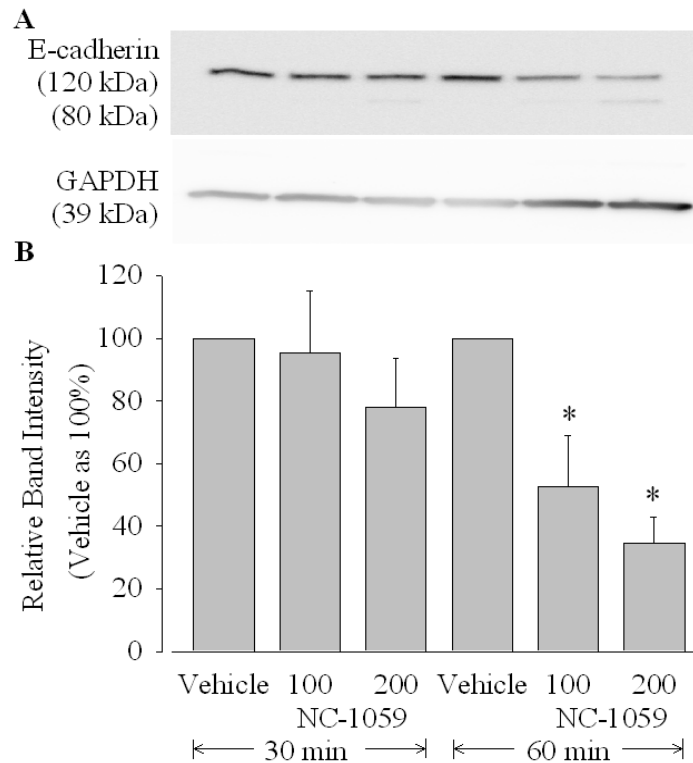 A
E-cadherin
(120 kDa)
(80 kDa)
GAPDH
(39 kDa)
B
Relative Band Intensity
(Vehicle as 100%)
120
100
80
60
40
20
0
*
*
Vehicle 100 200 Vehicle 100 200
NC-1059 NC-1059
30 min 60 min